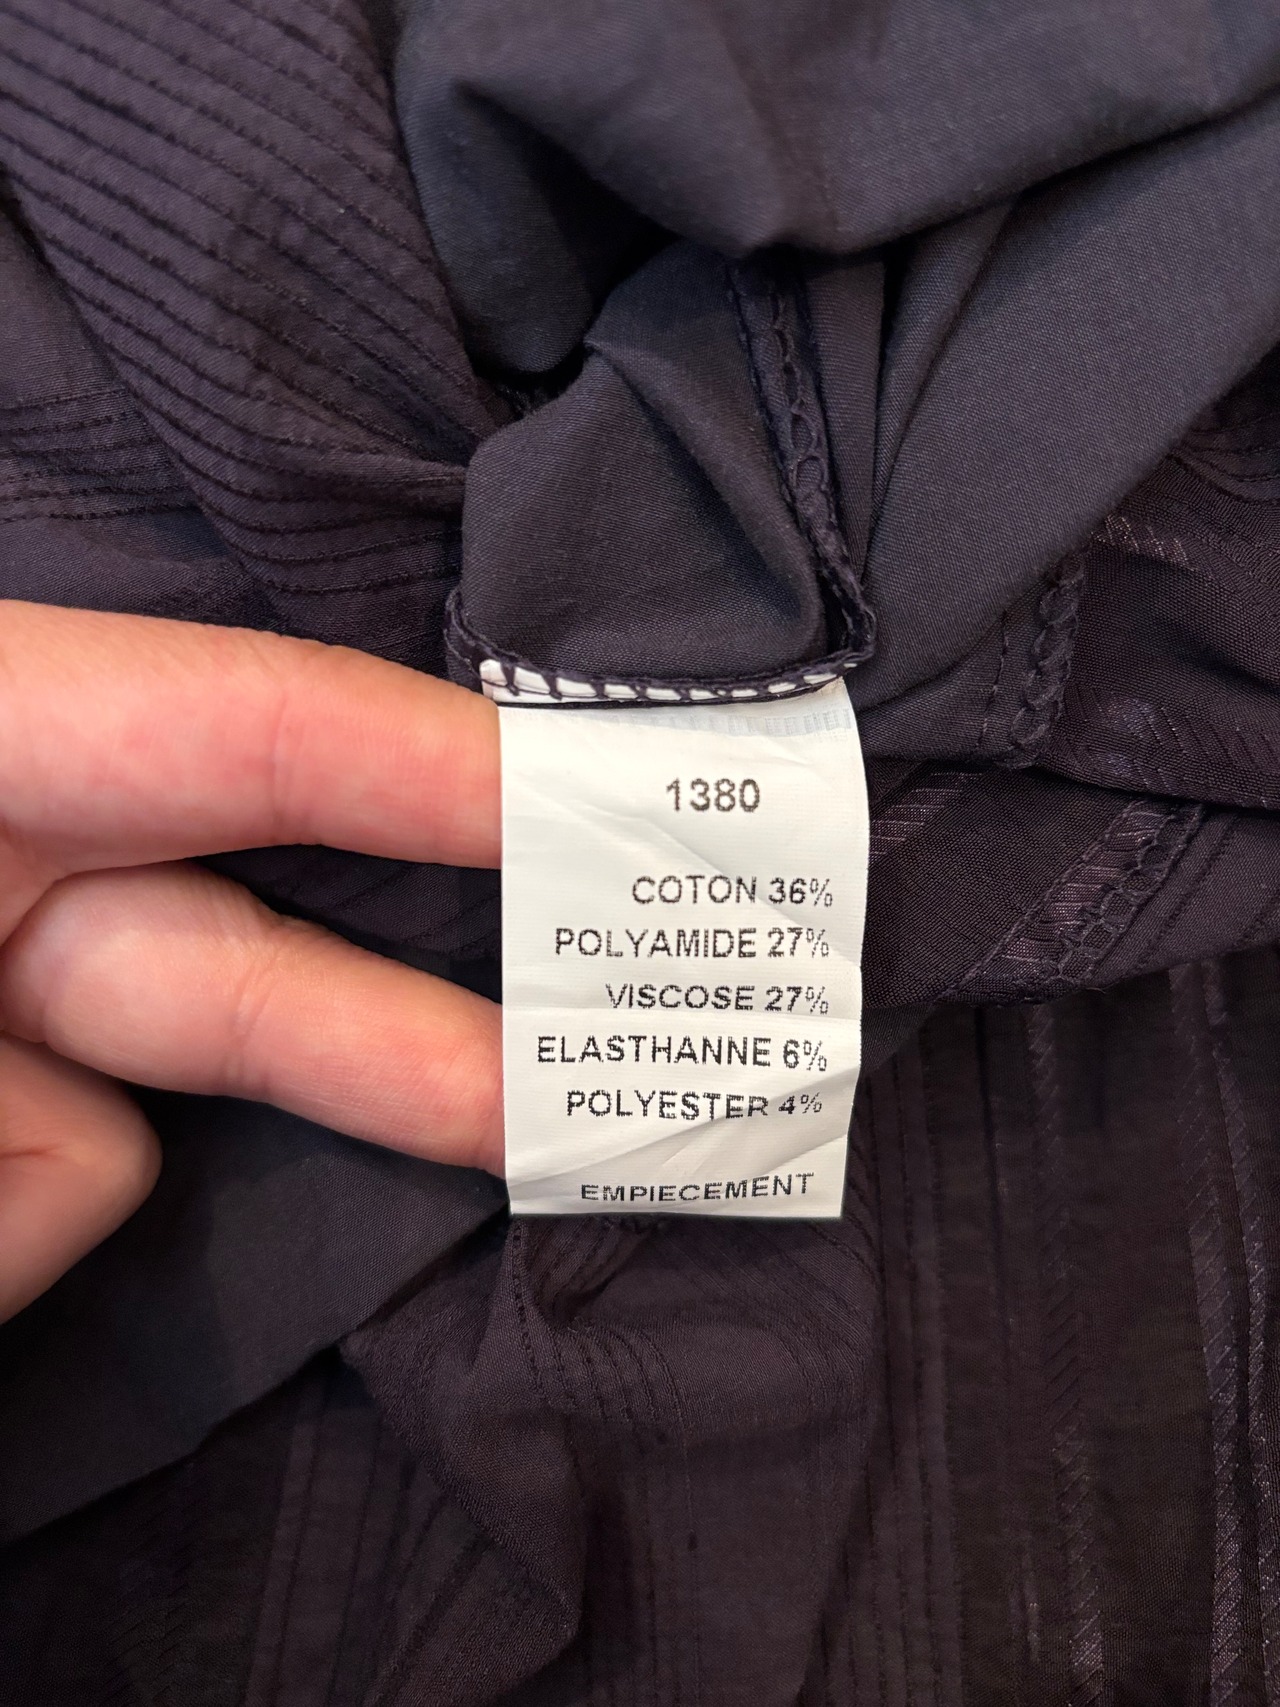 1380
COTON 36%
POLYAMIDE 27%
VISCOSE 27%
ELASTHANNE 6%
POLYESTER 4%
EMPIECEMENT